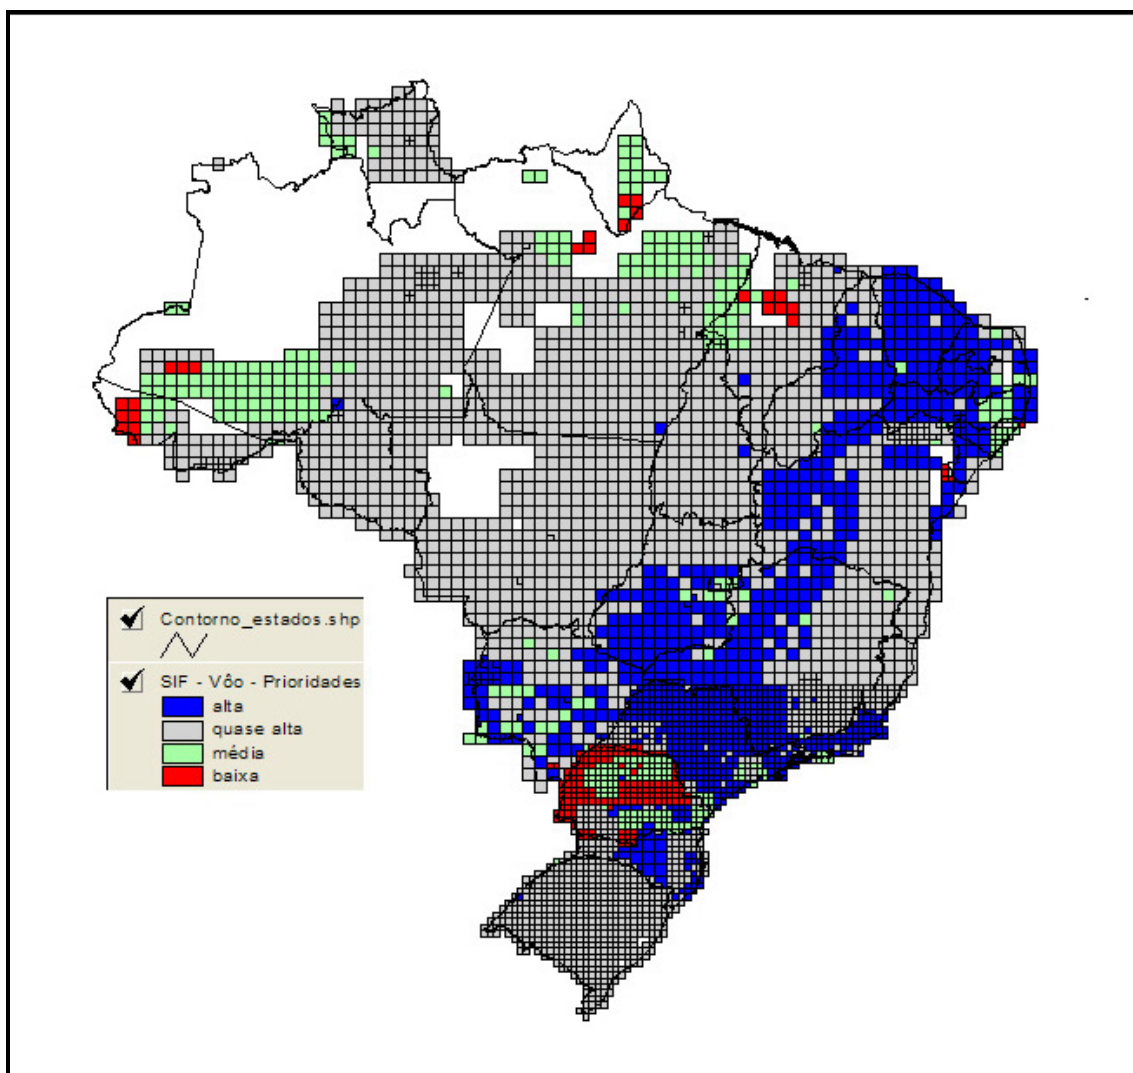 Contorno_estados.shp
SIF - Vôo - Prioridades
alta
quase alta
média
baixa